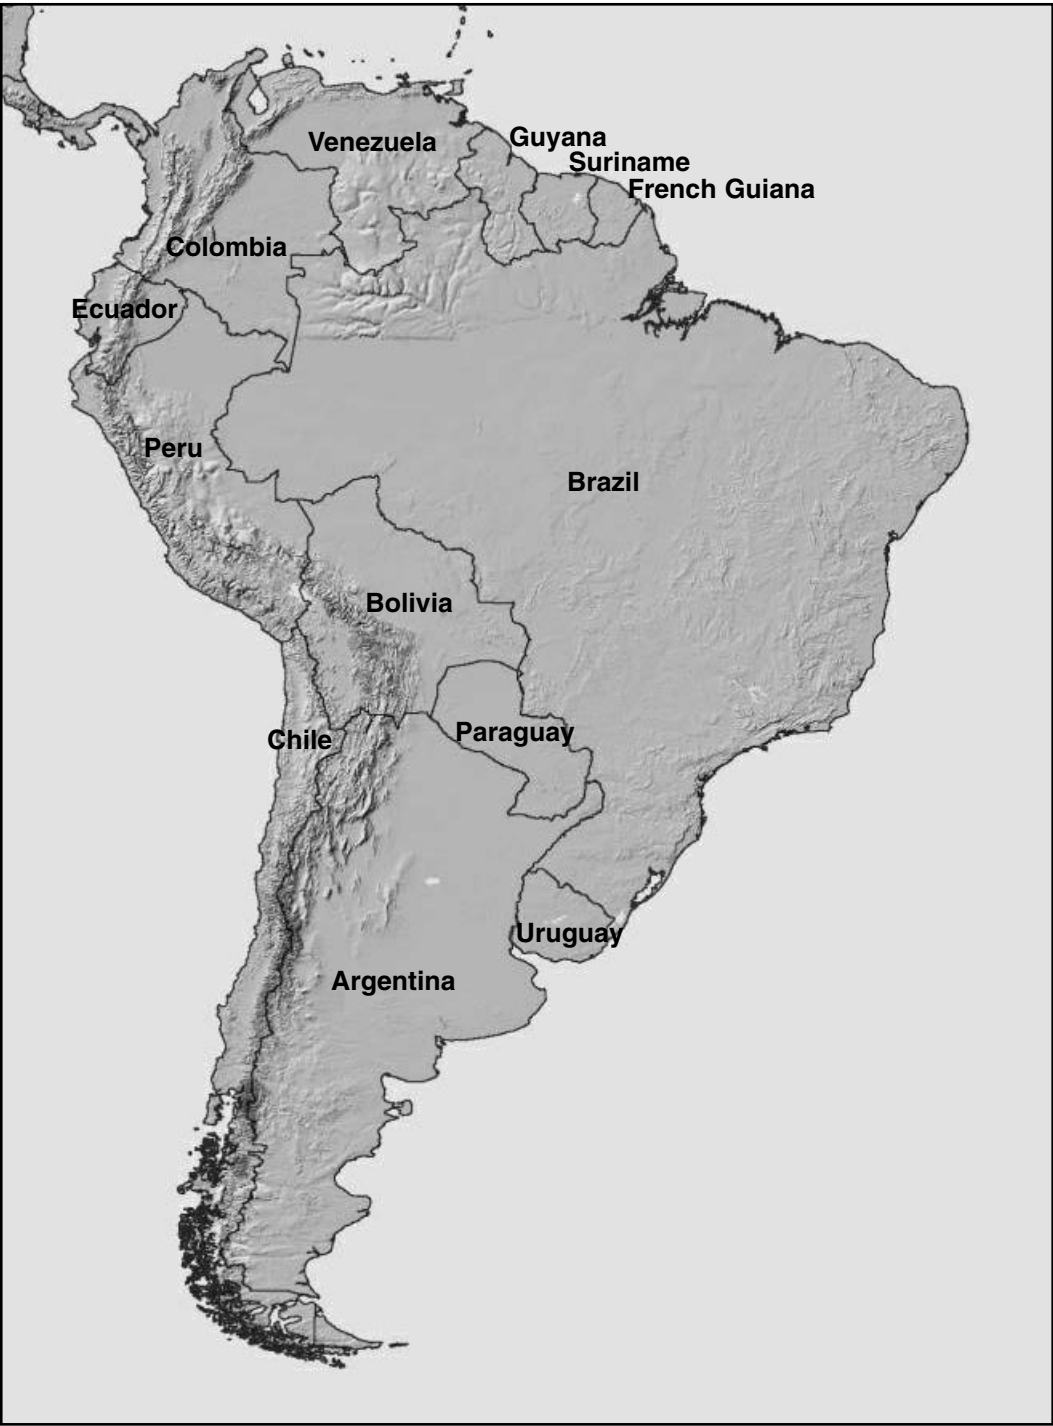 Venezuela
Guyana
Suriname
French Guiana
Colombia
Ecuador
Peru
Brazil
Bolivia
Paraguay
Chile
Uruguay
Argentina